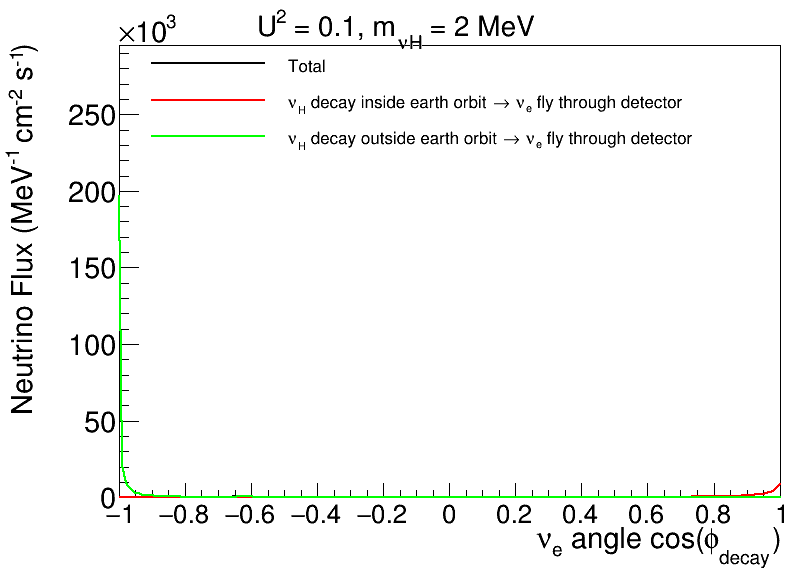 ×10³
U² = 0.1, m_νH = 2 MeV
Total
ν_H decay inside earth orbit → ν_e fly through detector
ν_H decay outside earth orbit → ν_e fly through detector
Neutrino Flux (MeV⁻¹ cm⁻² s⁻¹)
250
200
150
100
50
0
−1 −0.8 −0.6 −0.4 −0.2 0 0.2 0.4 0.6 0.8 1
ν_e angle cos(ϕ_decay)